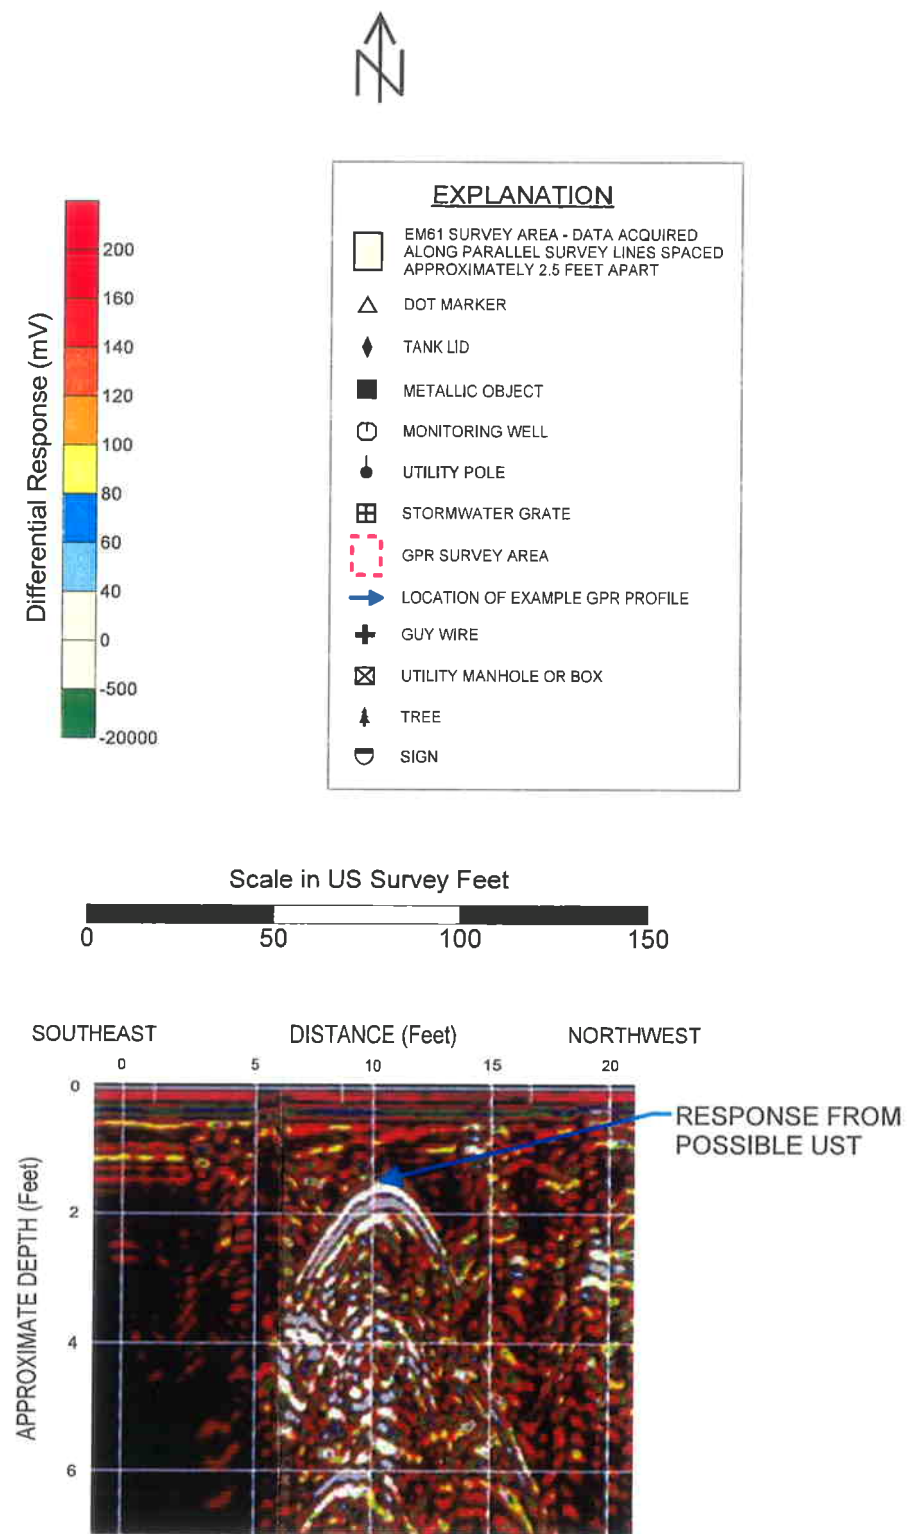 N
EXPLANATION
EM61 SURVEY AREA - DATA ACQUIRED
ALONG PARALLEL SURVEY LINES SPACED
APPROXIMATELY 2.5 FEET APART
DOT MARKER
TANK LID
METALLIC OBJECT
MONITORING WELL
UTILITY POLE
STORMWATER GRATE
GPR SURVEY AREA
LOCATION OF EXAMPLE GPR PROFILE
GUY WIRE
UTILITY MANHOLE OR BOX
TREE
SIGN
Differential Response (mV)
200
160
140
120
100
80
60
40
0
-500
-20000
Scale in US Survey Feet
0 50 100 150
SOUTHEAST DISTANCE (Feet) NORTHWEST
0 5 10 15 20
APPROXIMATE DEPTH (Feet)
0
2
4
6
RESPONSE FROM
POSSIBLE UST